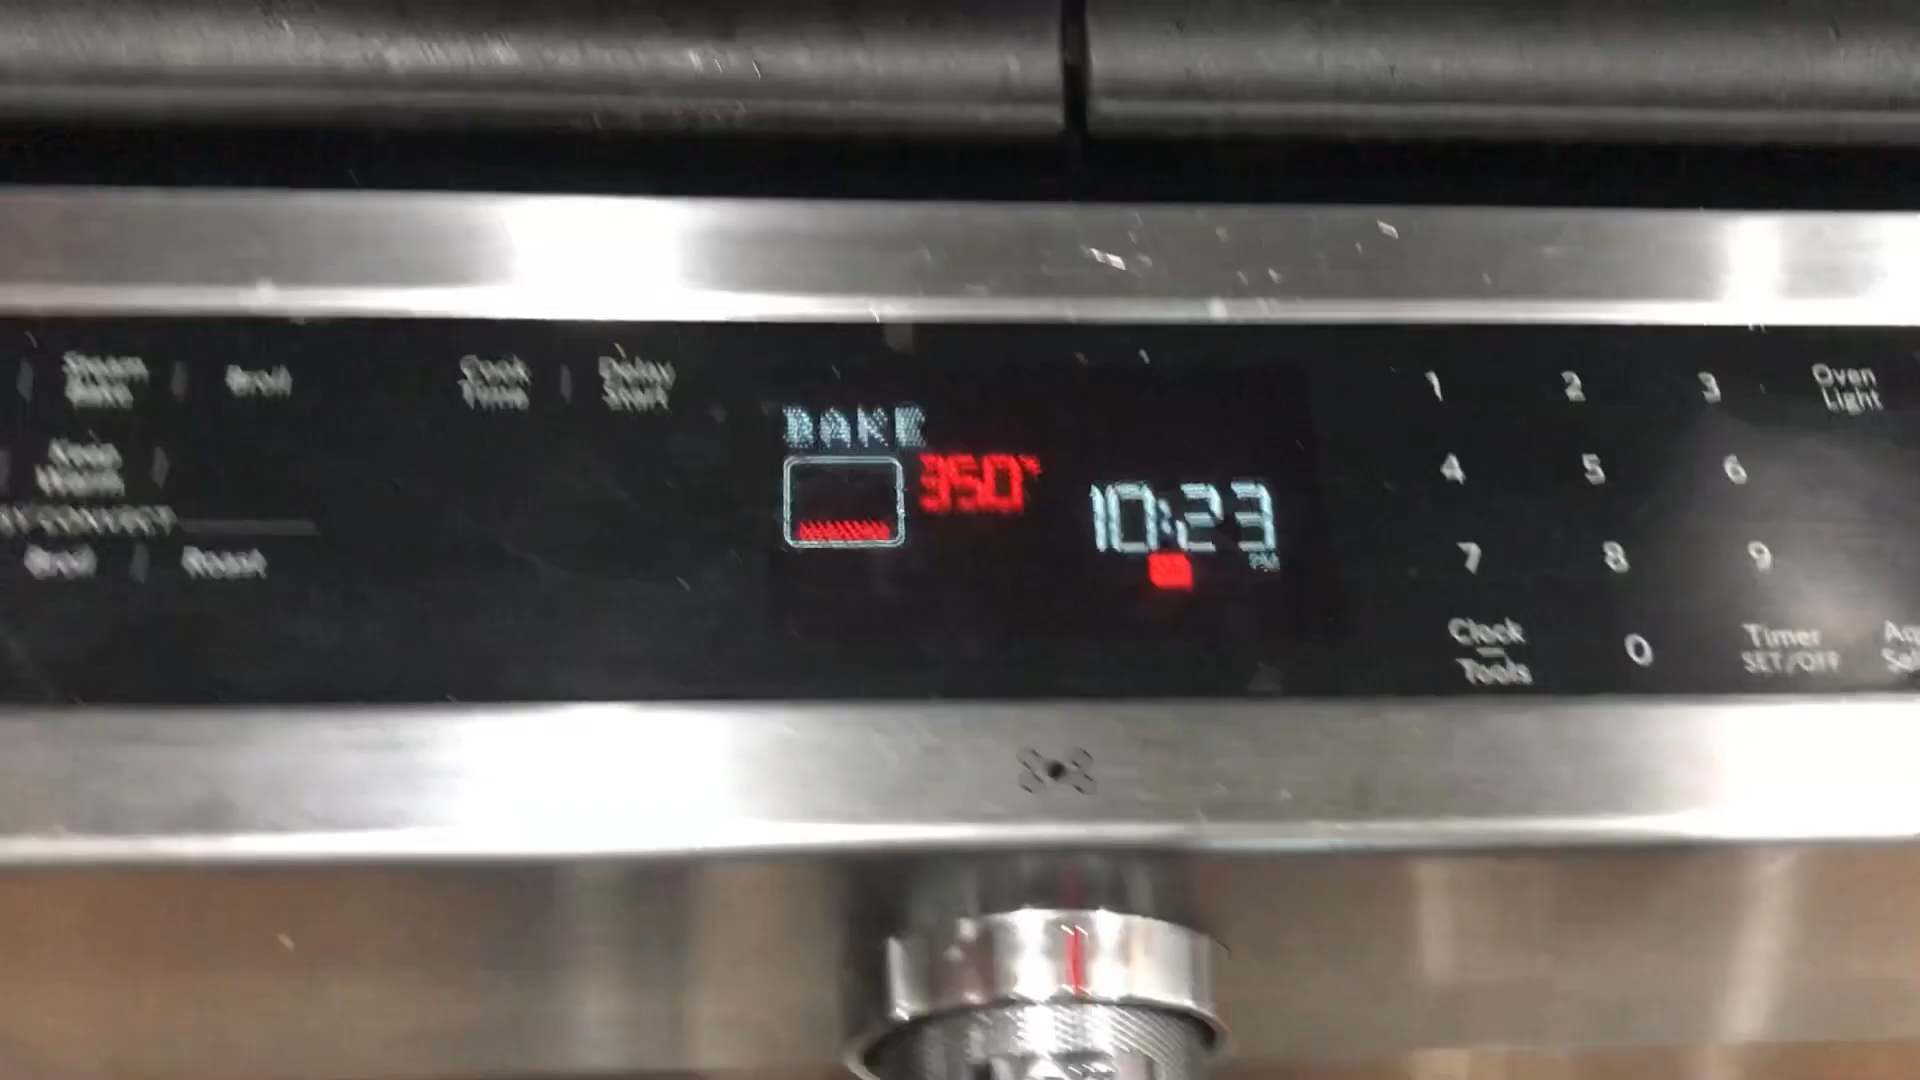 Steam
Bake
Broil
Cook
Time
Delay
Start
BAKE
350°
10:23
PM
1 2 3
Oven
Light
4 5 6
Keep
Warm
7 8 9
Broil
Roast
Clock
Tools
0
Timer
SET/OFF